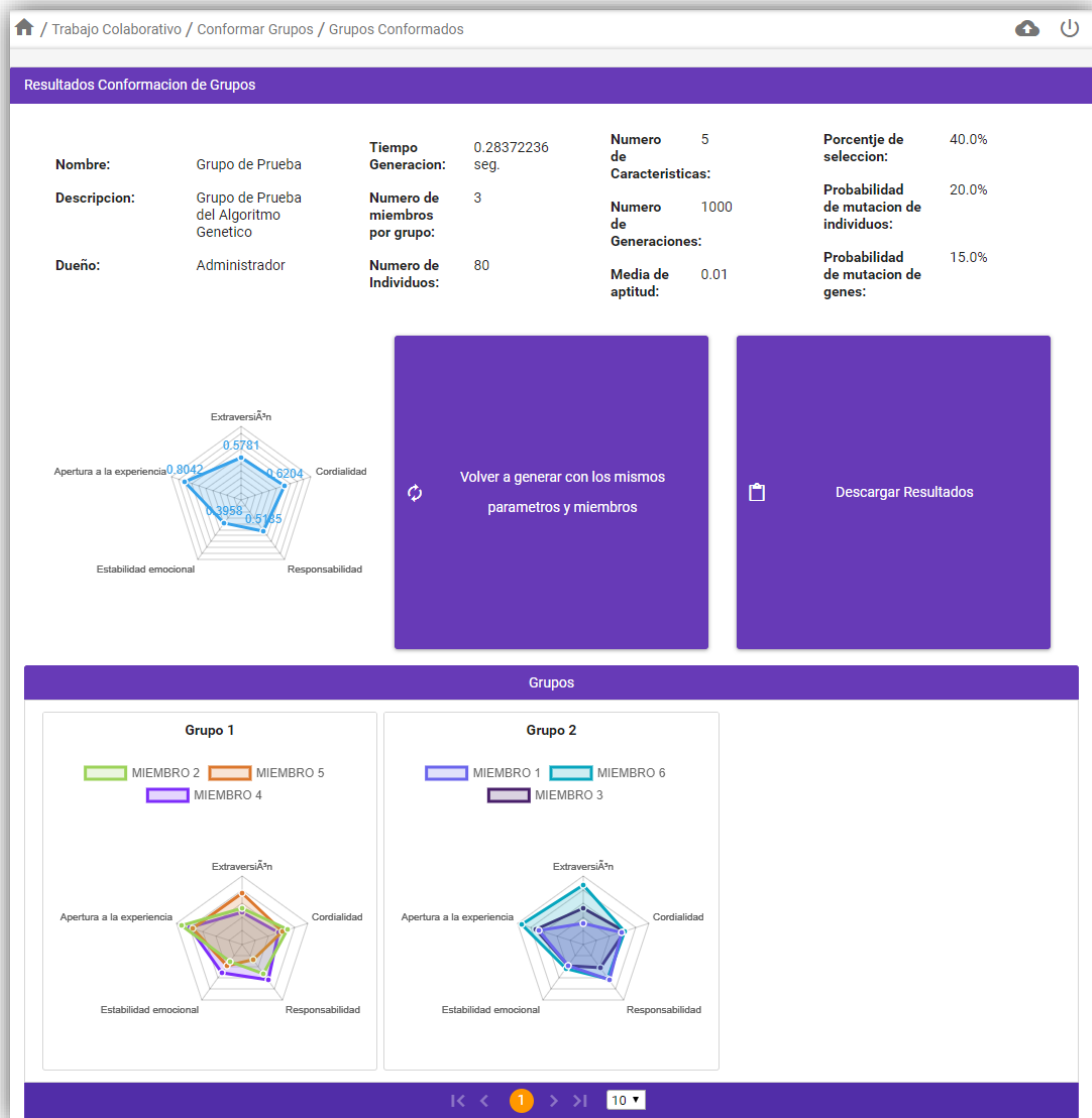 / Trabajo Colaborativo / Conformar Grupos / Grupos Conformados
Resultados Conformacion de Grupos
Nombre: Grupo de Prueba
Descripcion: Grupo de Prueba
del Algoritmo
Genetico
Dueño: Administrador
Tiempo 0.28372236
Generacion: seg.
Numero de 3
miembros
por grupo:
Numero de 80
Individuos:
Numero 5
de
Caracteristicas:
Numero 1000
de
Generaciones:
Media de 0.01
aptitud:
Porcentje de 40.0%
seleccion:
Probabilidad 20.0%
de mutacion de
individuos:
Probabilidad 15.0%
de mutacion de
genes:
ExtraversiÃ³n
0.5781
Apertura a la experiencia 0.8042 0.6204 Cordialidad
0.3958 0.5185
Estabilidad emocional Responsabilidad
Volver a generar con los mismos
parametros y miembros
Descargar Resultados
Grupos
Grupo 1
MIEMBRO 2 MIEMBRO 5
MIEMBRO 4
ExtraversiÃ³n
Apertura a la experiencia Cordialidad
Estabilidad emocional Responsabilidad
Grupo 2
MIEMBRO 1 MIEMBRO 6
MIEMBRO 3
ExtraversiÃ³n
Apertura a la experiencia Cordialidad
Estabilidad emocional Responsabilidad
1 10